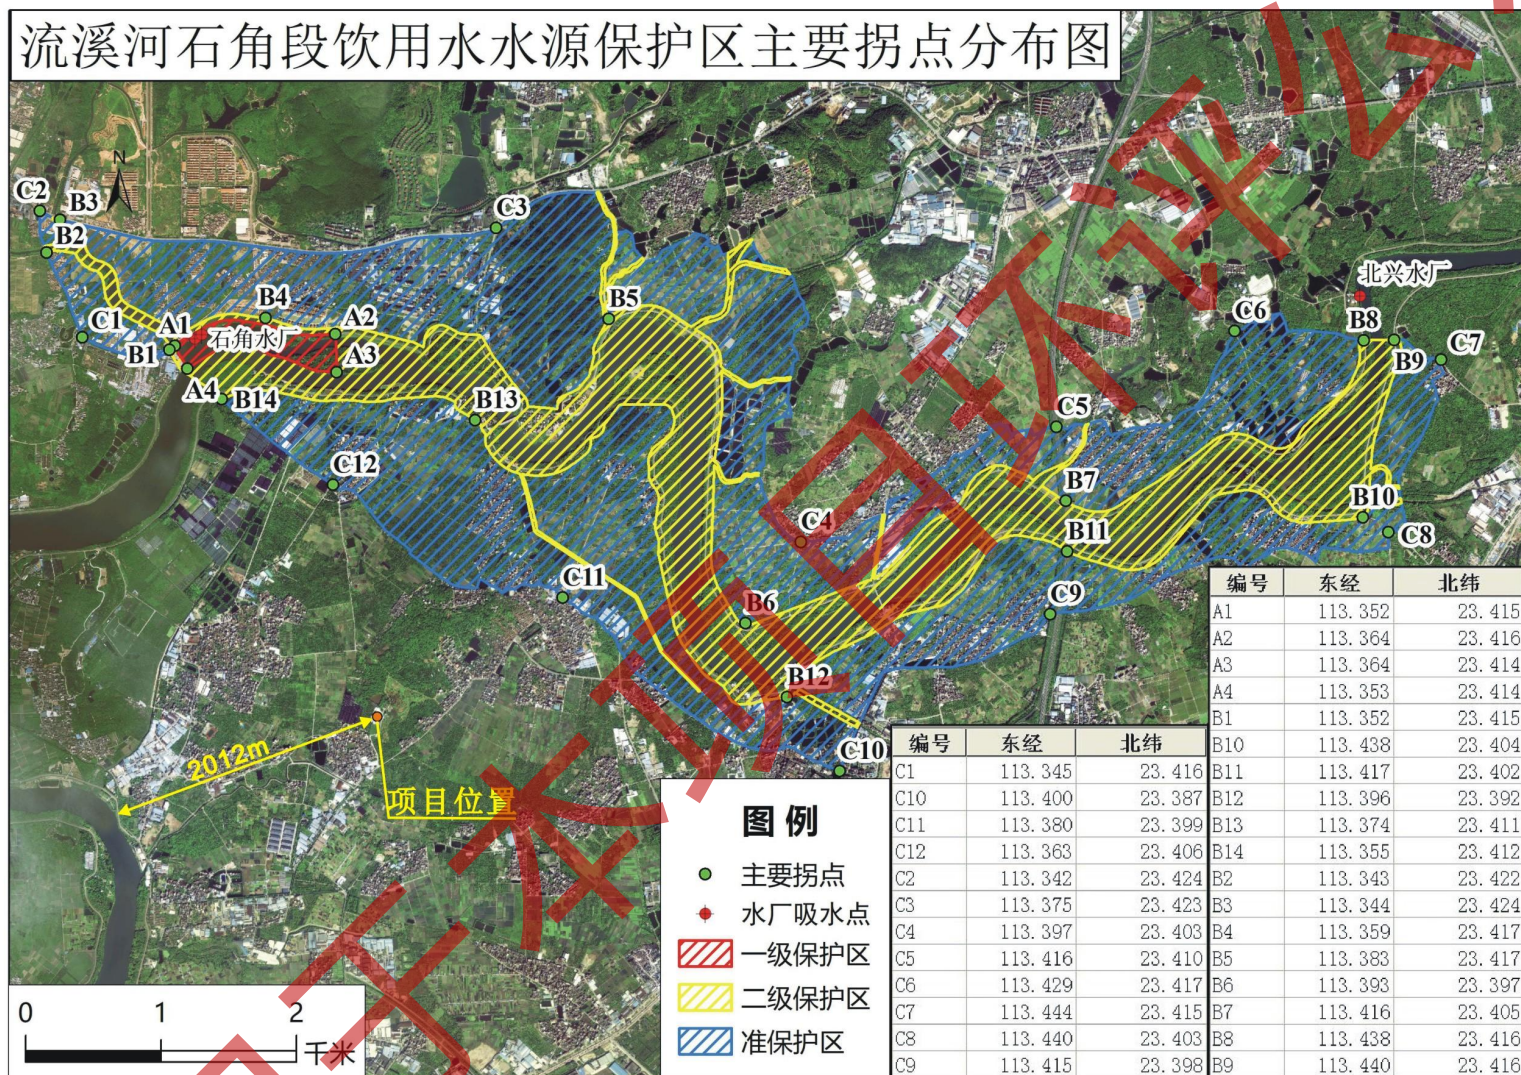 流溪河石角段饮用水水源保护区主要拐点分布图
N
C2
B3
B2
C3
C1
A1
B1
B4
石角水厂
A2
A3
A4
B14
B5
B13
C12
C11
C4
B6
B12
C10
C5
B7
B11
C9
C6
北兴水厂
B8
B9
C7
B10
C8
2012m
项目位置
图 例
主要拐点
水厂吸水点
一级保护区
二级保护区
准保护区
0 1 2 千米
编号 东经 北纬
C1 113.345 23.416
C10 113.400 23.387
C11 113.380 23.399
C12 113.363 23.406
C2 113.342 23.424
C3 113.375 23.423
C4 113.397 23.403
C5 113.416 23.410
C6 113.429 23.417
C7 113.444 23.415
C8 113.440 23.403
C9 113.415 23.398
编号 东经 北纬
A1 113.352 23.415
A2 113.364 23.416
A3 113.364 23.414
A4 113.353 23.414
B1 113.352 23.415
B10 113.438 23.404
B11 113.417 23.402
B12 113.396 23.392
B13 113.374 23.411
B14 113.355 23.412
B2 113.343 23.422
B3 113.344 23.424
B4 113.359 23.417
B5 113.383 23.417
B6 113.393 23.397
B7 113.416 23.405
B8 113.438 23.416
B9 113.440 23.416
于本项目环评公